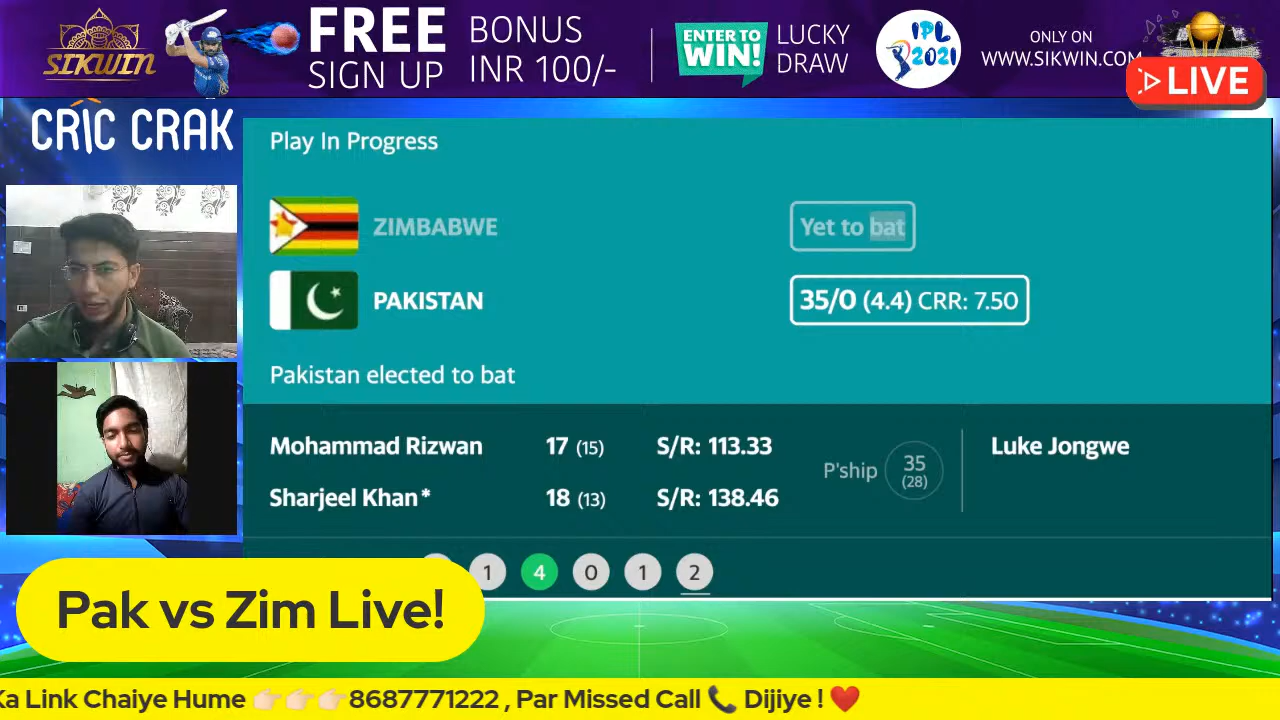 SIKWIN
FREE
SIGN UP
BONUS
INR 100/-
ENTER TO
WIN!
LUCKY
DRAW
IPL
2021
ONLY ON
WWW.SIKWIN.COM
LIVE
CRIC CRAK
Play In Progress
ZIMBABWE
Yet to bat
PAKISTAN
35/0 (4.4) CRR: 7.50
Pakistan elected to bat
Mohammad Rizwan 17 (15) S/R: 113.33
Sharjeel Khan* 18 (13) S/R: 138.46
P'ship 35
(28)
Luke Jongwe
1 4 0 1 2
Pak vs Zim Live!
Ka Link Chaiye Hume 👉🏻👉🏻👉🏻8687771222 , Par Missed Call 📞 Dijiye ! ❤️